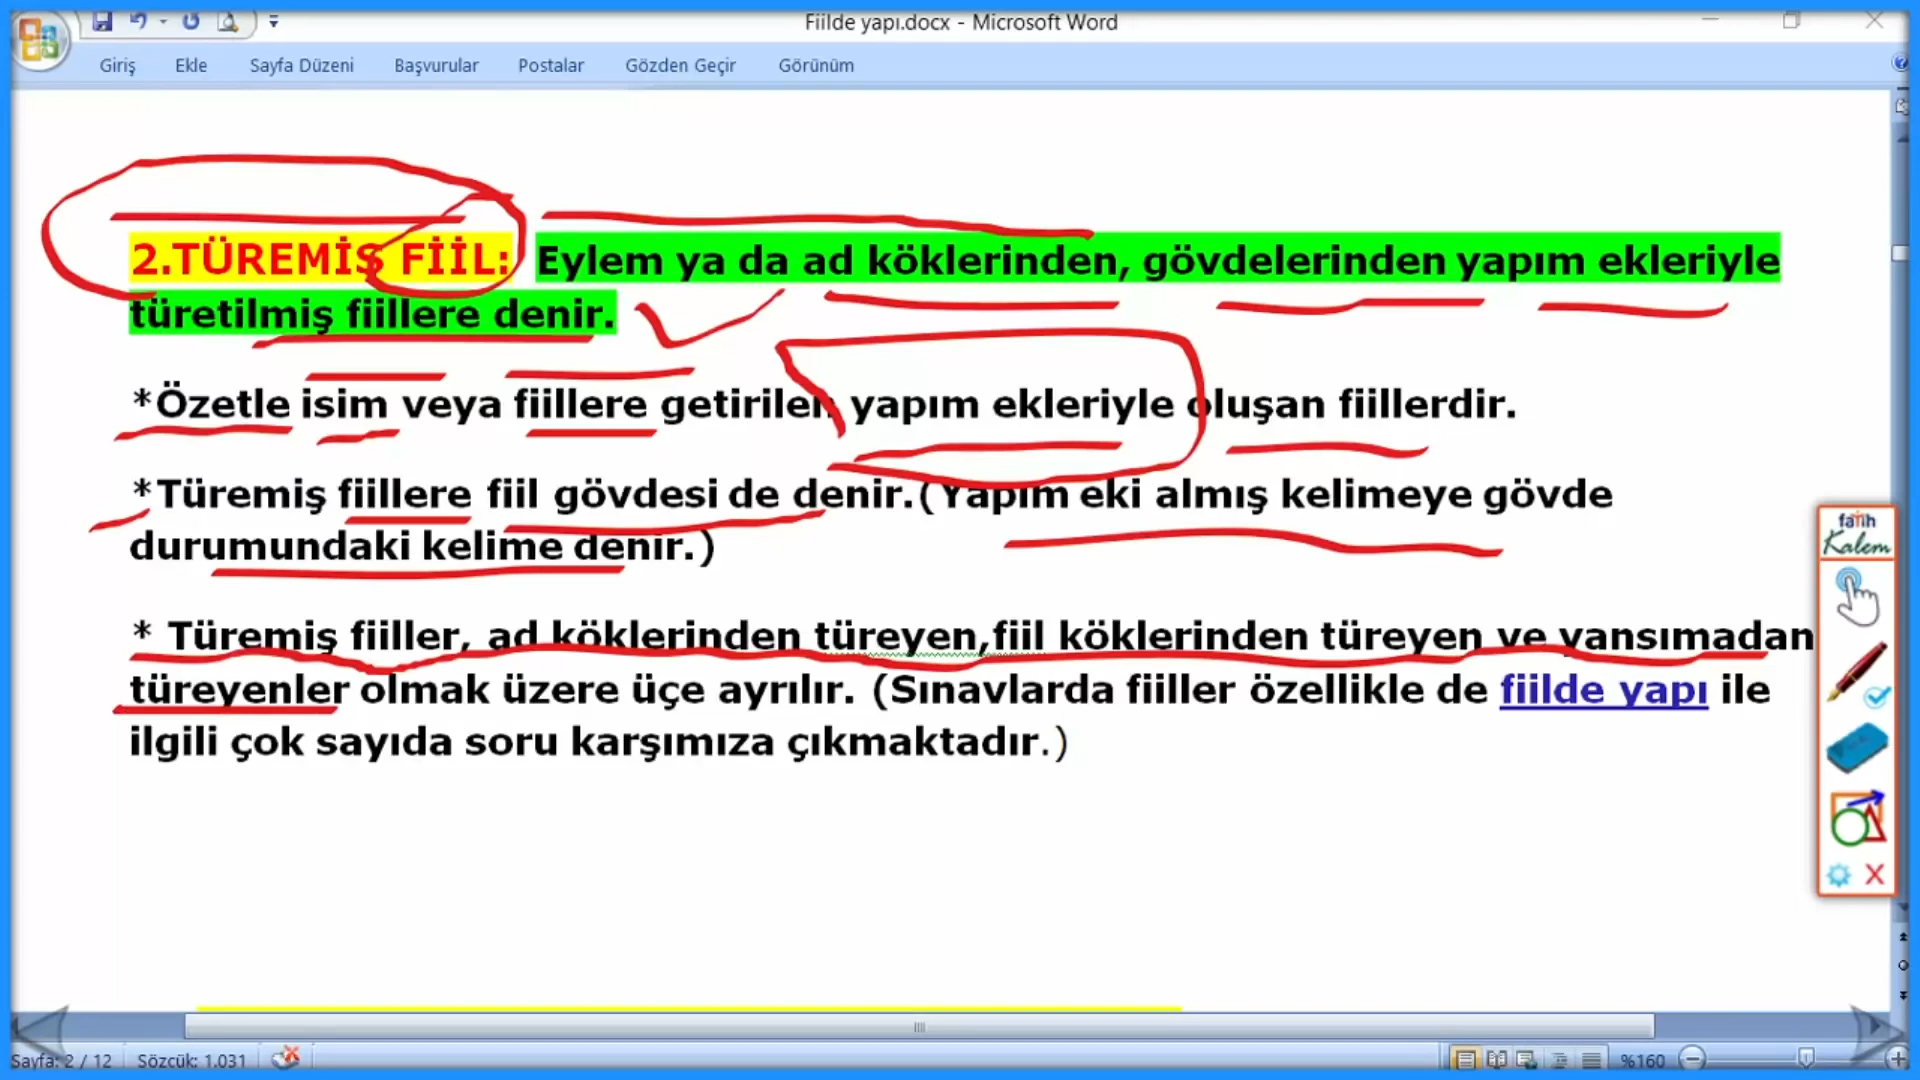 Fiilde yapı.docx - Microsoft Word
Giriş Ekle Sayfa Düzeni Başvurular Postalar Gözden Geçir Görünüm
2.TÜREMİŞ FİİL: Eylem ya da ad köklerinden, gövdelerinden yapım ekleriyle
türetilmiş fiillere denir.
*Özetle isim veya fiillere getirilen yapım ekleriyle oluşan fiillerdir.
*Türemiş fiillere fiil gövdesi de denir.(Yapım eki almış kelimeye gövde
durumundaki kelime denir.)
* Türemiş fiiller, ad köklerinden türeyen,fiil köklerinden türeyen ve yansımadan
türeyenler olmak üzere üçe ayrılır. (Sınavlarda fiiller özellikle de fiilde yapı ile
ilgili çok sayıda soru karşımıza çıkmaktadır.)
fatih
Kalem
Sayfa: 2 / 12 Sözcük: 1.031 %160